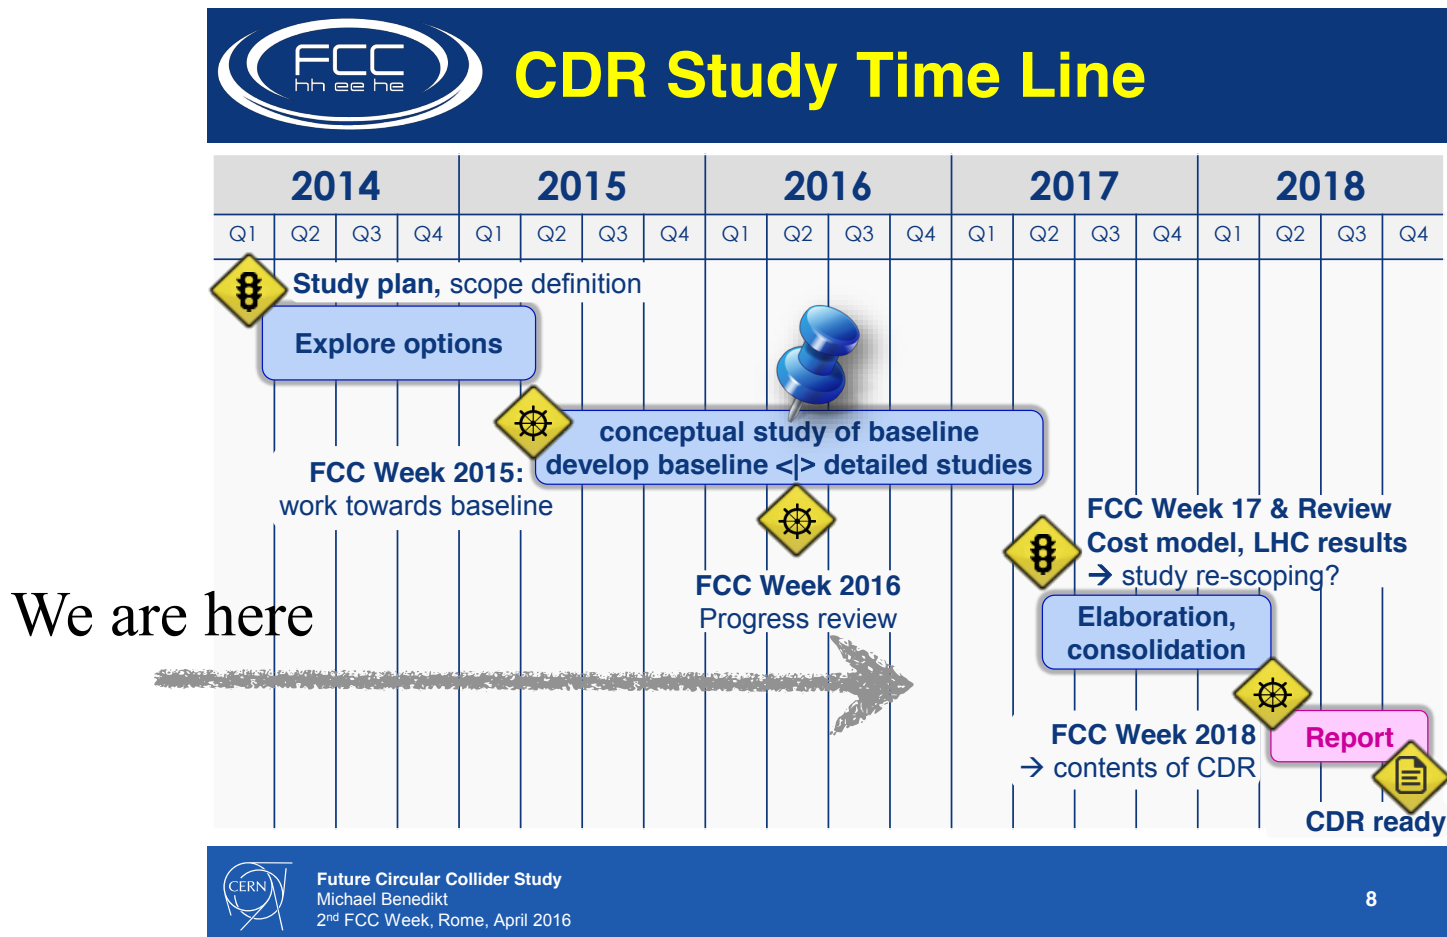 FCC
hh ee he
CDR Study Time Line
2014 2015 2016 2017 2018
Q1 Q2 Q3 Q4 Q1 Q2 Q3 Q4 Q1 Q2 Q3 Q4 Q1 Q2 Q3 Q4 Q1 Q2 Q3 Q4
Study plan, scope definition
Explore options
conceptual study of baseline
develop baseline <|> detailed studies
FCC Week 2015:
work towards baseline
FCC Week 17 & Review
Cost model, LHC results
→ study re-scoping?
FCC Week 2016
Progress review
We are here
Elaboration,
consolidation
FCC Week 2018
→ contents of CDR
Report
CDR ready
CERN
Future Circular Collider Study
Michael Benedikt
2nd FCC Week, Rome, April 2016
8